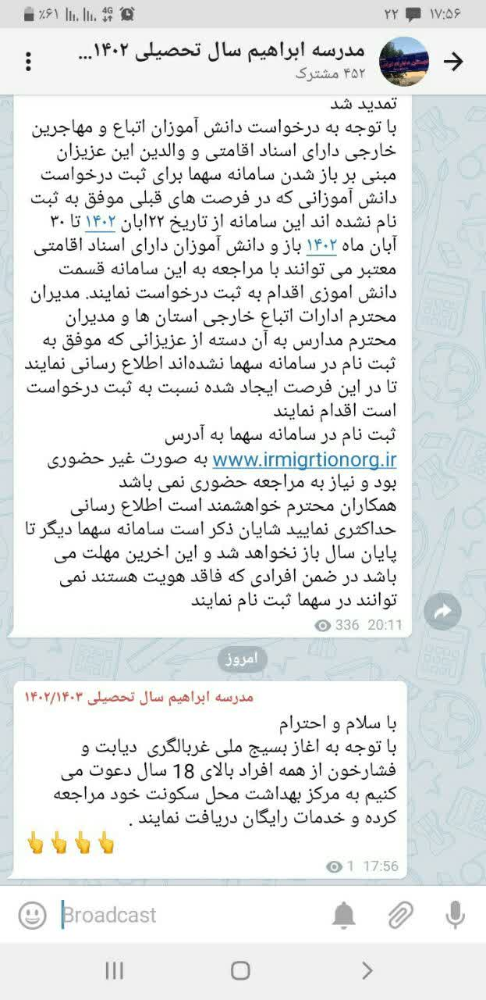 ۱۷:۵۶ ۲۲ 4G ٪۶۱
مدرسه ابراهیم سال تحصیلی ۱۴۰۲...
۴۵۲ مشترک
تمدید شد
با توجه به درخواست دانش آموزان اتباع و مهاجرین
خارجی دارای اسناد اقامتی و والدین این عزیزان
مبنی بر باز شدن سامانه سهما برای ثبت درخواست
دانش آموزانی که در فرصت های قبلی موفق به ثبت
نام نشده اند این سامانه از تاریخ ۲۲ابان ۱۴۰۲ تا ۳۰
آبان ماه ۱۴۰۲ باز و دانش آموزان دارای اسناد اقامتی
معتبر می توانند با مراجعه به این سامانه قسمت
دانش اموزی اقدام به ثبت درخواست نمایند. مدیران
محترم ادارات اتباع خارجی استان ها و مدیران
محترم مدارس به آن دسته از عزیزانی که موفق به
ثبت نام در سامانه سهما نشده‌اند اطلاع رسانی نمایند
تا در این فرصت ایجاد شده نسبت به ثبت درخواست
است اقدام نمایند
ثبت نام در سامانه سهما به آدرس
www.irmigrtionorg.ir به صورت غیر حضوری
بود و نیاز به مراجعه حضوری نمی باشد
همکاران محترم خواهشمند است اطلاع رسانی
حداکثری نمایید شایان ذکر است سامانه سهما دیگر تا
پایان سال باز نخواهد شد و این اخرین مهلت می
باشد در ضمن افرادی که فاقد هویت هستند نمی
توانند در سهما ثبت نام نمایند
336 20:11
امروز
مدرسه ابراهیم سال تحصیلی ۱۴۰۲/۱۴۰۳
با سلام و احترام
با توجه به اغاز بسیج ملی غربالگری دیابت و
فشارخون از همه افراد بالای 18 سال دعوت می
کنیم به مرکز بهداشت محل سکونت خود مراجعه
کرده و خدمات رایگان دریافت نمایند .
👆👆👆👆
1 17:56
Broadcast